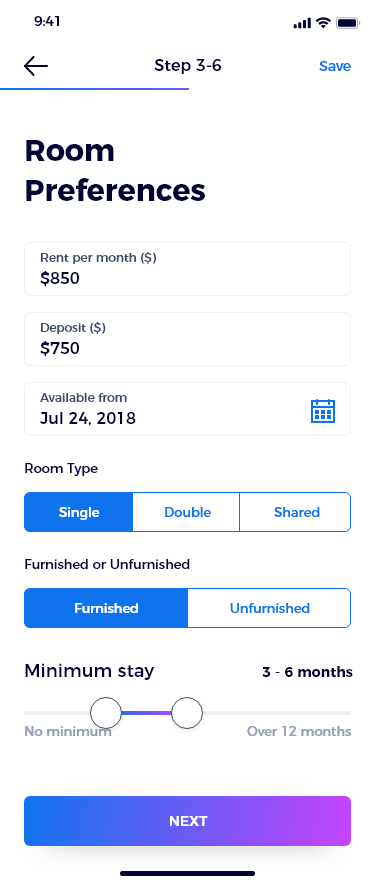 9:41
Step 3-6
Save
Room
Preferences
Rent per month ($)
$850
Deposit ($)
$750
Available from
Jul 24, 2018
Room Type
Single Double Shared
Furnished or Unfurnished
Furnished Unfurnished
Minimum stay 3 - 6 months
No minimum Over 12 months
NEXT